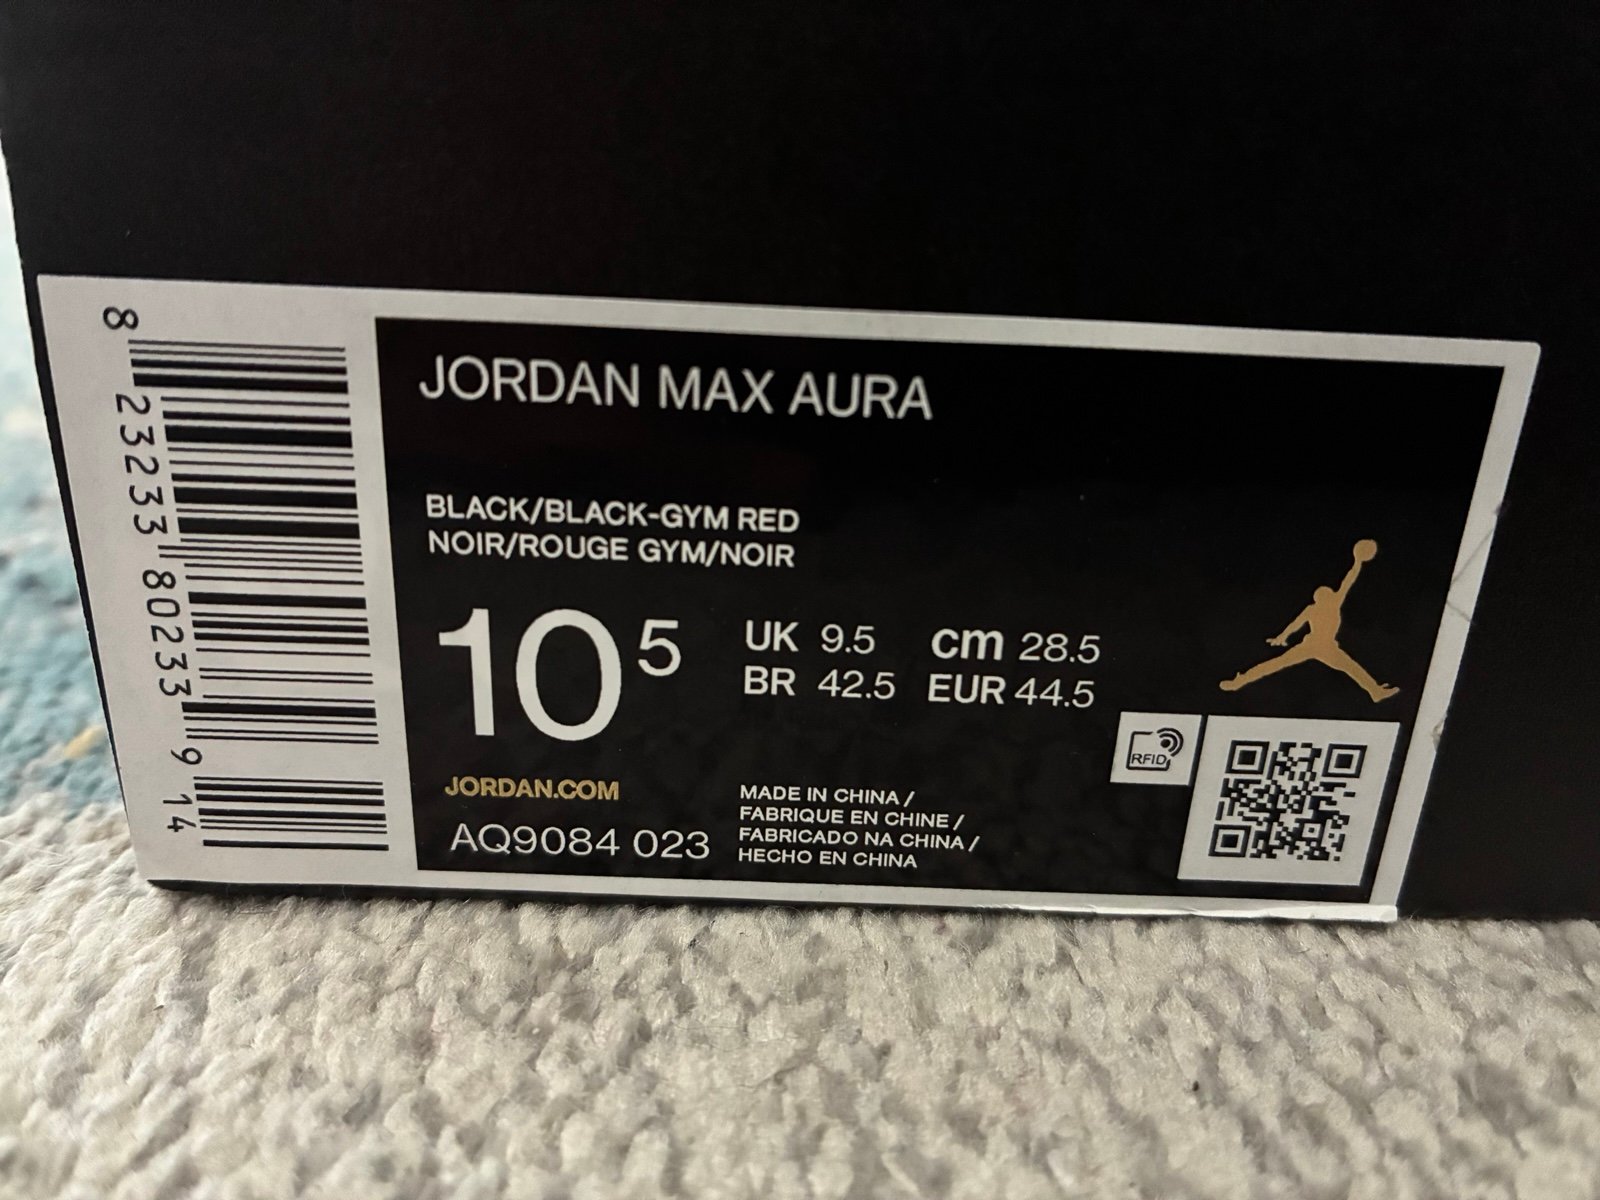 8 23233 80233 9 14
JORDAN MAX AURA
BLACK/BLACK-GYM RED
NOIR/ROUGE GYM/NOIR
10 5
UK 9.5 cm 28.5
BR 42.5 EUR 44.5
RFID
JORDAN.COM
AQ9084 023
MADE IN CHINA /
FABRIQUE EN CHINE /
FABRICADO NA CHINA /
HECHO EN CHINA